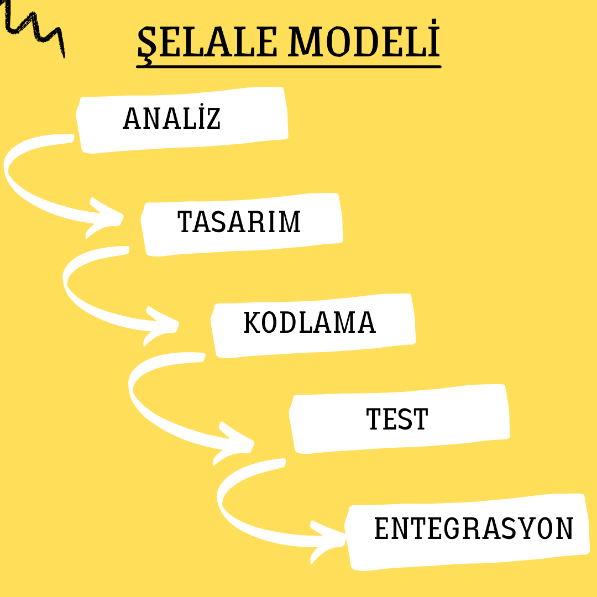 ŞELALE MODELİ
ANALİZ
TASARIM
KODLAMA
TEST
ENTEGRASYON